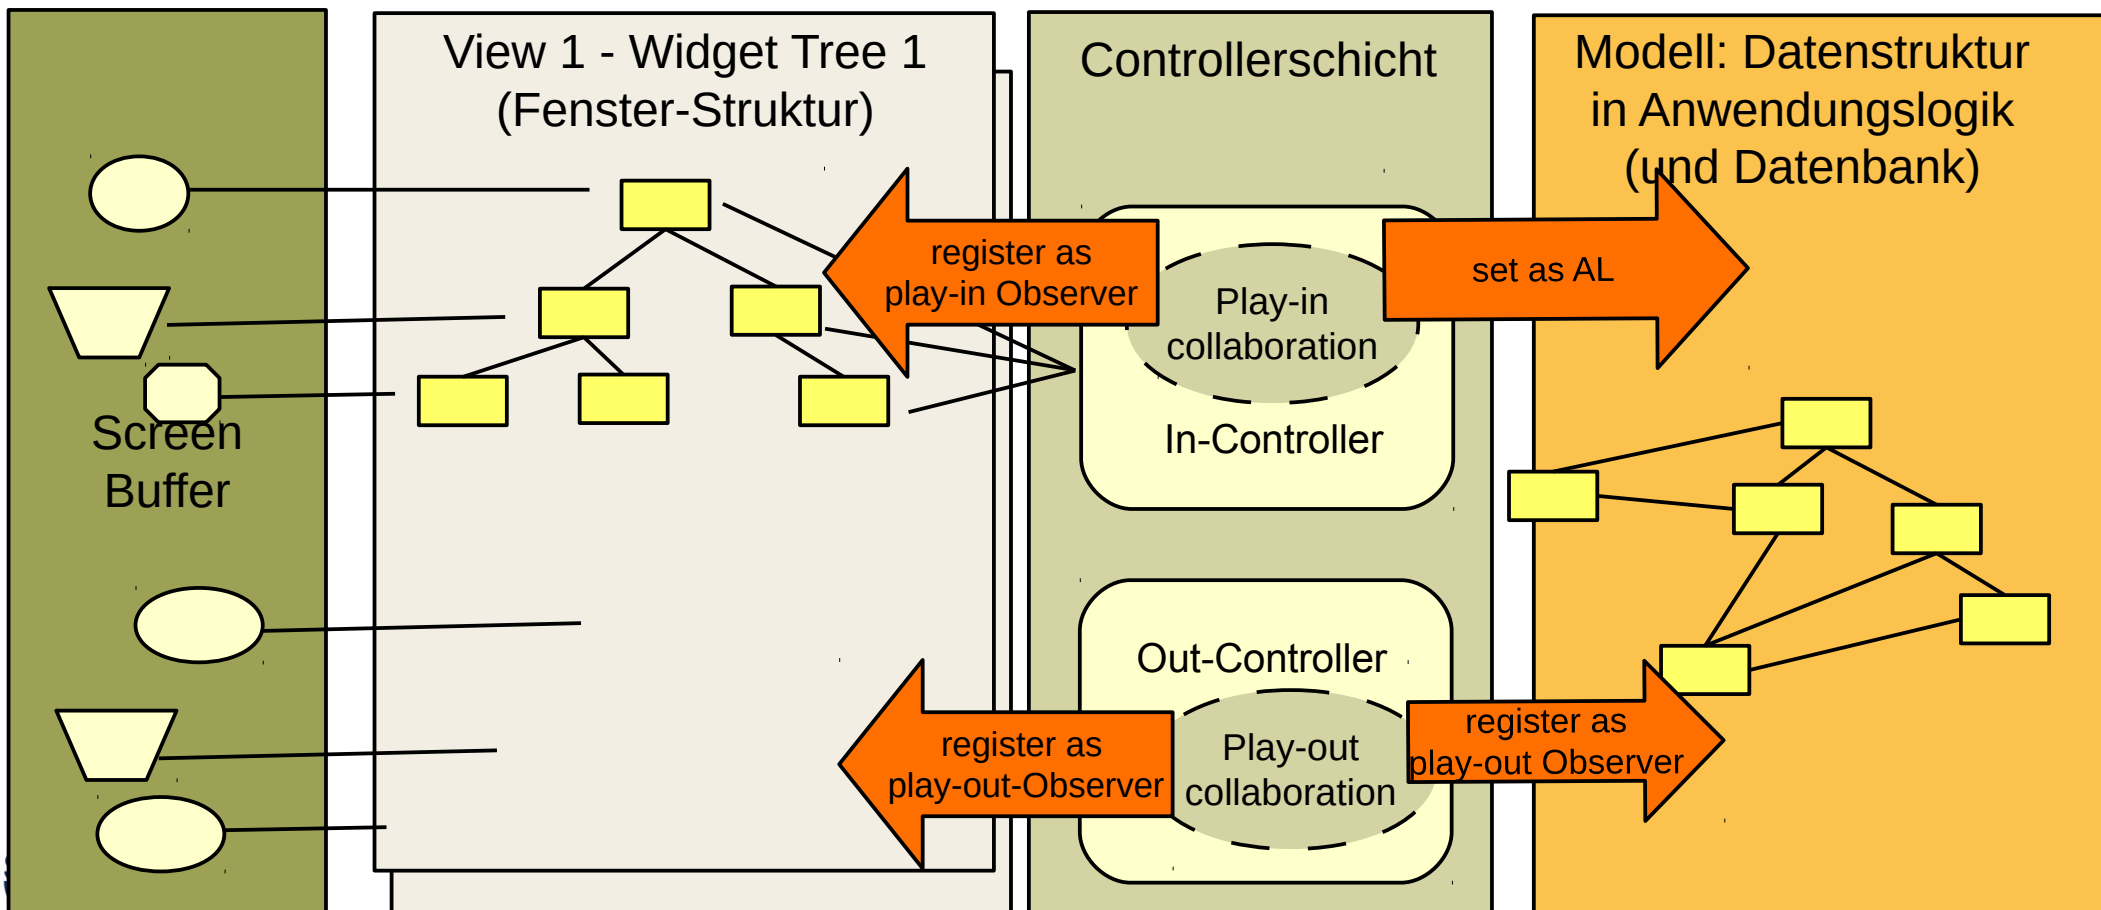 View 1 - Widget Tree 1
(Fenster-Struktur)
Controllerschicht
Modell: Datenstruktur
in Anwendungslogik
(und Datenbank)
register as
play-in Observer
set as AL
Play-in
collaboration
In-Controller
Screen
Buffer
Out-Controller
register as
play-out-Observer
Play-out
collaboration
register as
play-out Observer